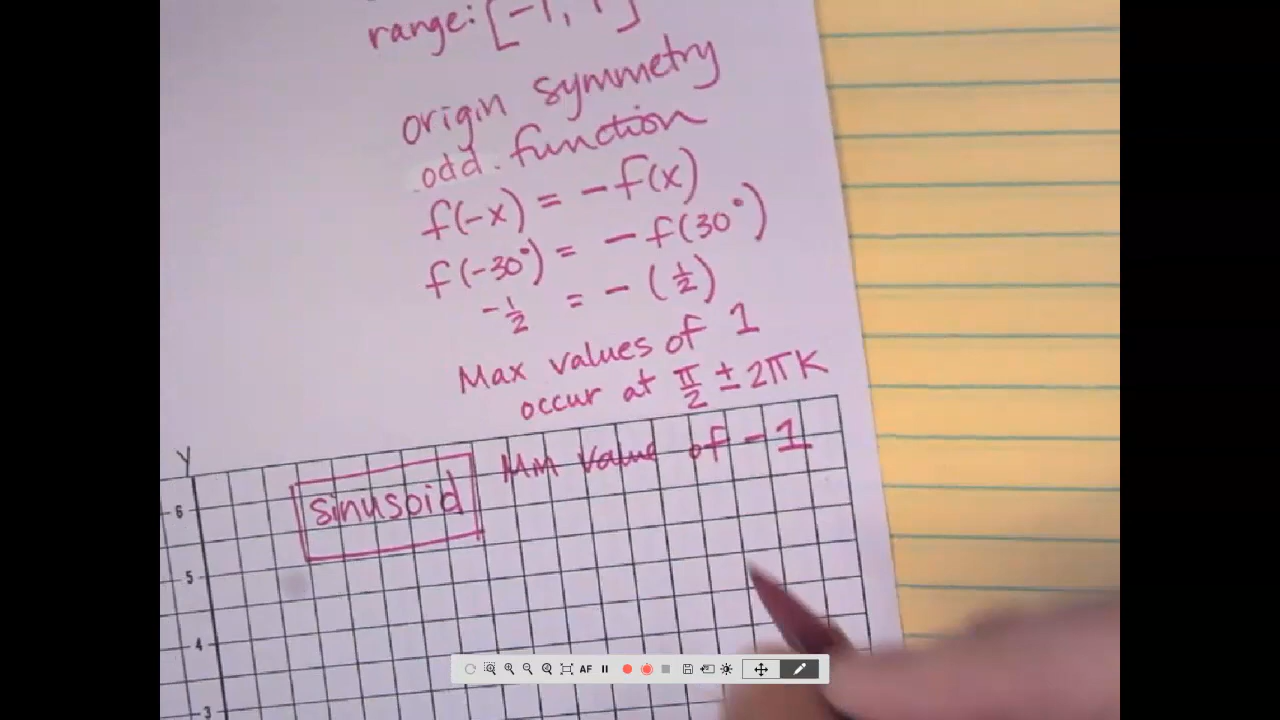 range: [-1, 1]
origin symmetry
odd function
f(-x) = -f(x)
f(-30°) = -f(30°)
-1/2 = -(1/2)
Max values of 1
occur at π/2 ± 2πK
Min value of -1
sinusoid
Y
6
5
4
3
AF